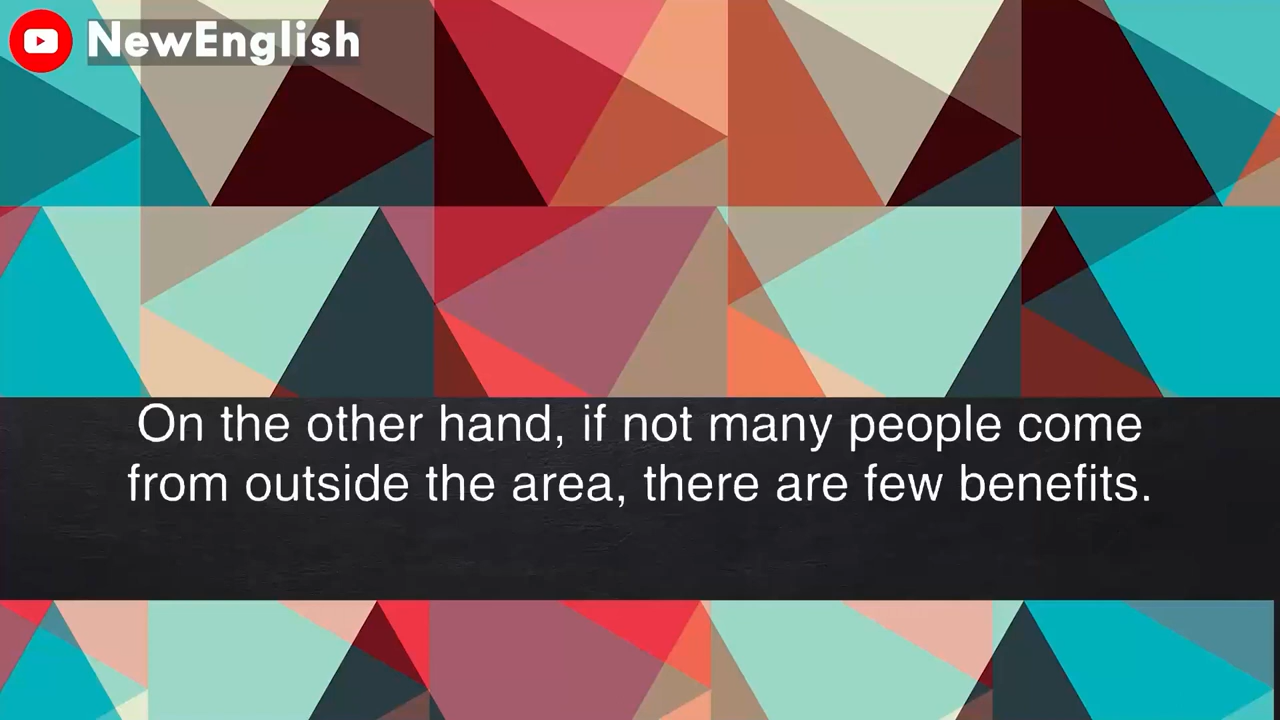 NewEnglish
On the other hand, if not many people come
from outside the area, there are few benefits.